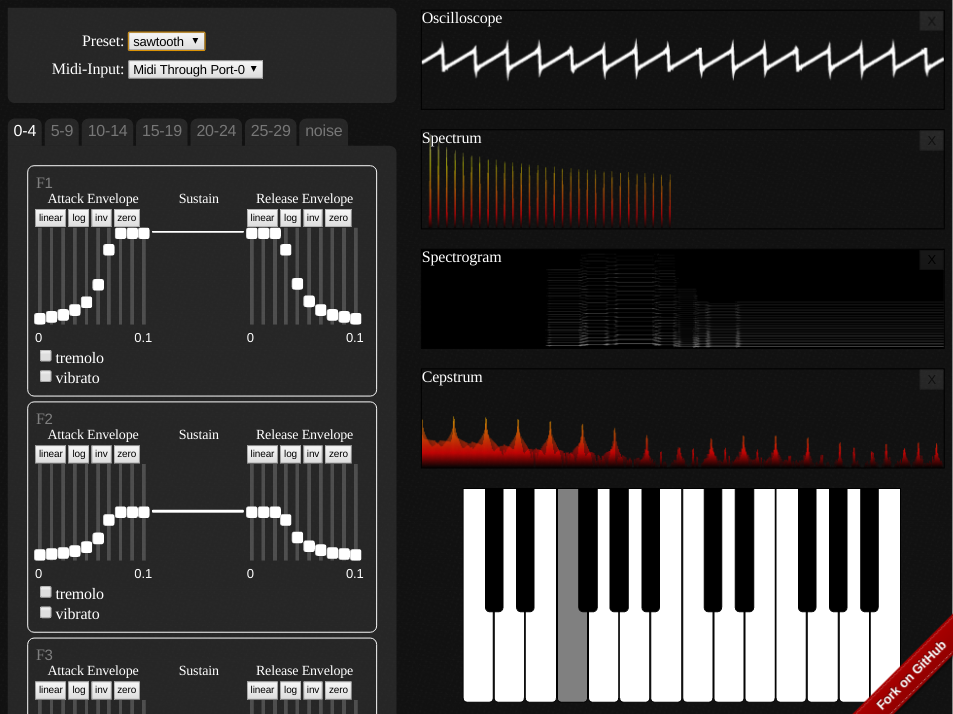 Preset: sawtooth ▼
Midi-Input: Midi Through Port-0 ▼
0-4 5-9 10-14 15-19 20-24 25-29 noise
F1
Attack Envelope Sustain Release Envelope
linear log inv zero linear log inv zero
0 0.1 0 0.1
tremolo
vibrato
F2
Attack Envelope Sustain Release Envelope
linear log inv zero linear log inv zero
0 0.1 0 0.1
tremolo
vibrato
F3
Attack Envelope Sustain Release Envelope
linear log inv zero linear log inv zero
Oscilloscope X
Spectrum X
Spectrogram X
Cepstrum X
Fork on GitHub